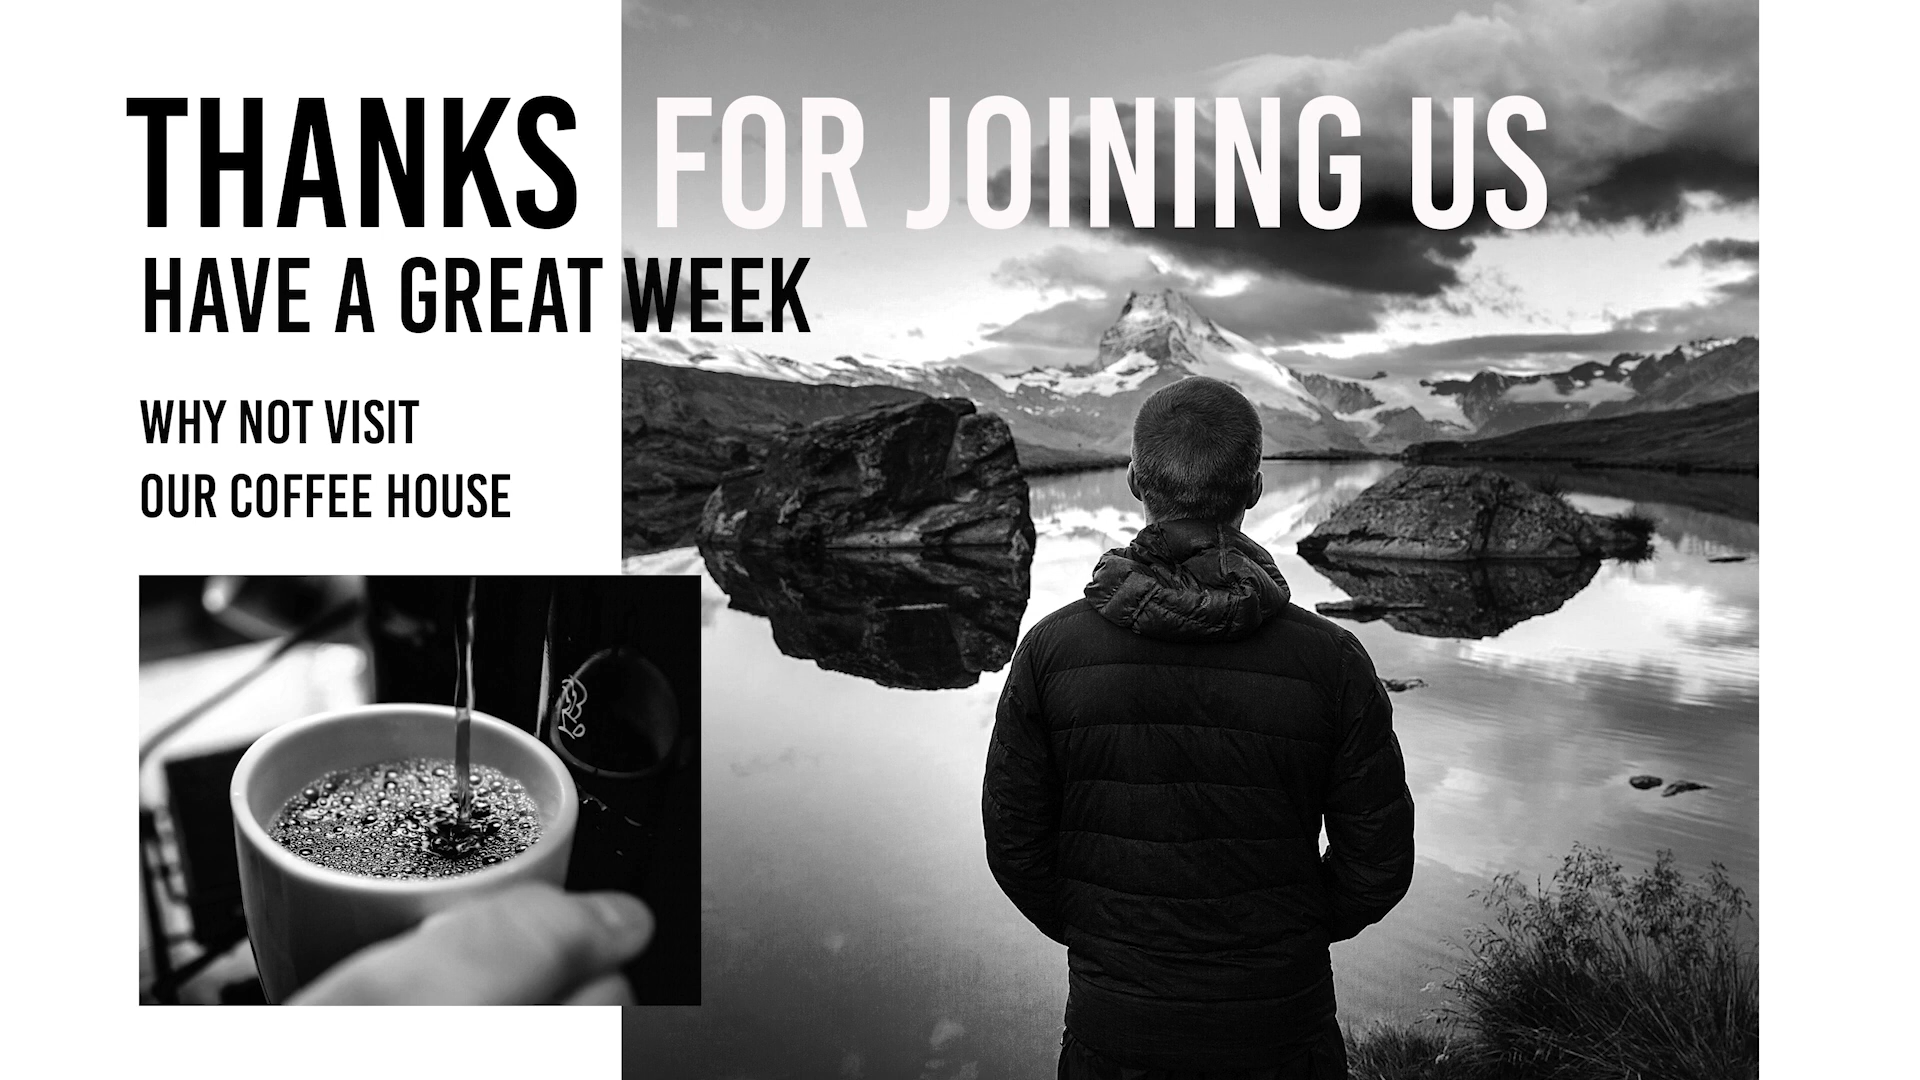 THANKS FOR JOINING US
HAVE A GREAT WEEK
WHY NOT VISIT
OUR COFFEE HOUSE